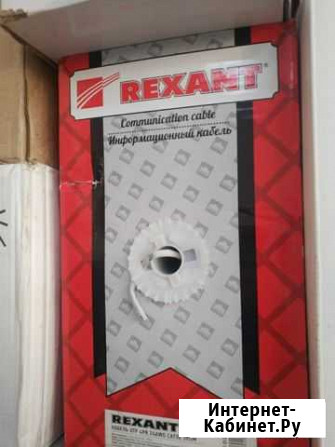 REXANT®
Communication cable
Информационный кабель
REXANT
Интернет-
Кабинет.Ру